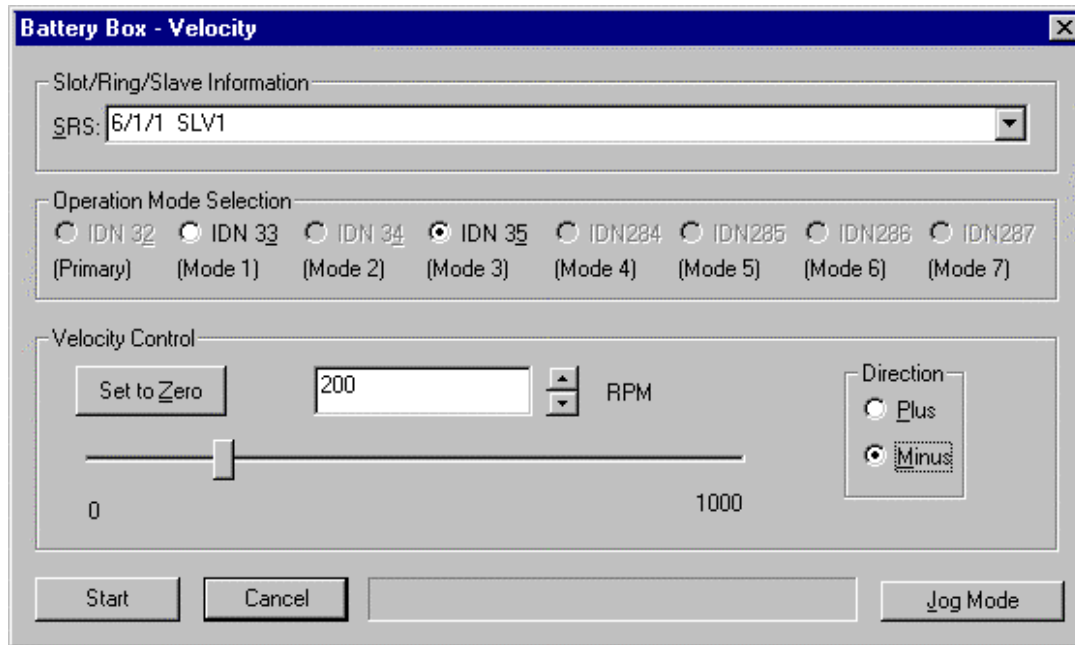 Battery Box - Velocity
Slot/Ring/Slave Information
SRS: 6/1/1 SLV1
Operation Mode Selection
IDN 32 IDN 33 IDN 34 IDN 35 IDN284 IDN285 IDN286 IDN287
(Primary) (Mode 1) (Mode 2) (Mode 3) (Mode 4) (Mode 5) (Mode 6) (Mode 7)
Velocity Control
Set to Zero 200 RPM
Direction
Plus
Minus
0 1000
Start Cancel Jog Mode